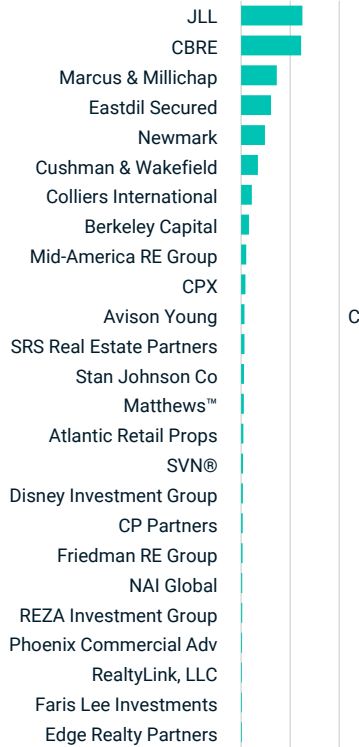 JLL
CBRE
Marcus & Millichap
Eastdil Secured
Newmark
Cushman & Wakefield
Colliers International
Berkeley Capital
Mid-America RE Group
CPX
Avison Young
C
SRS Real Estate Partners
Stan Johnson Co
Matthews™
Atlantic Retail Props
SVN®
Disney Investment Group
CP Partners
Friedman RE Group
NAI Global
REZA Investment Group
Phoenix Commercial Adv
RealtyLink, LLC
Faris Lee Investments
Edge Realty Partners